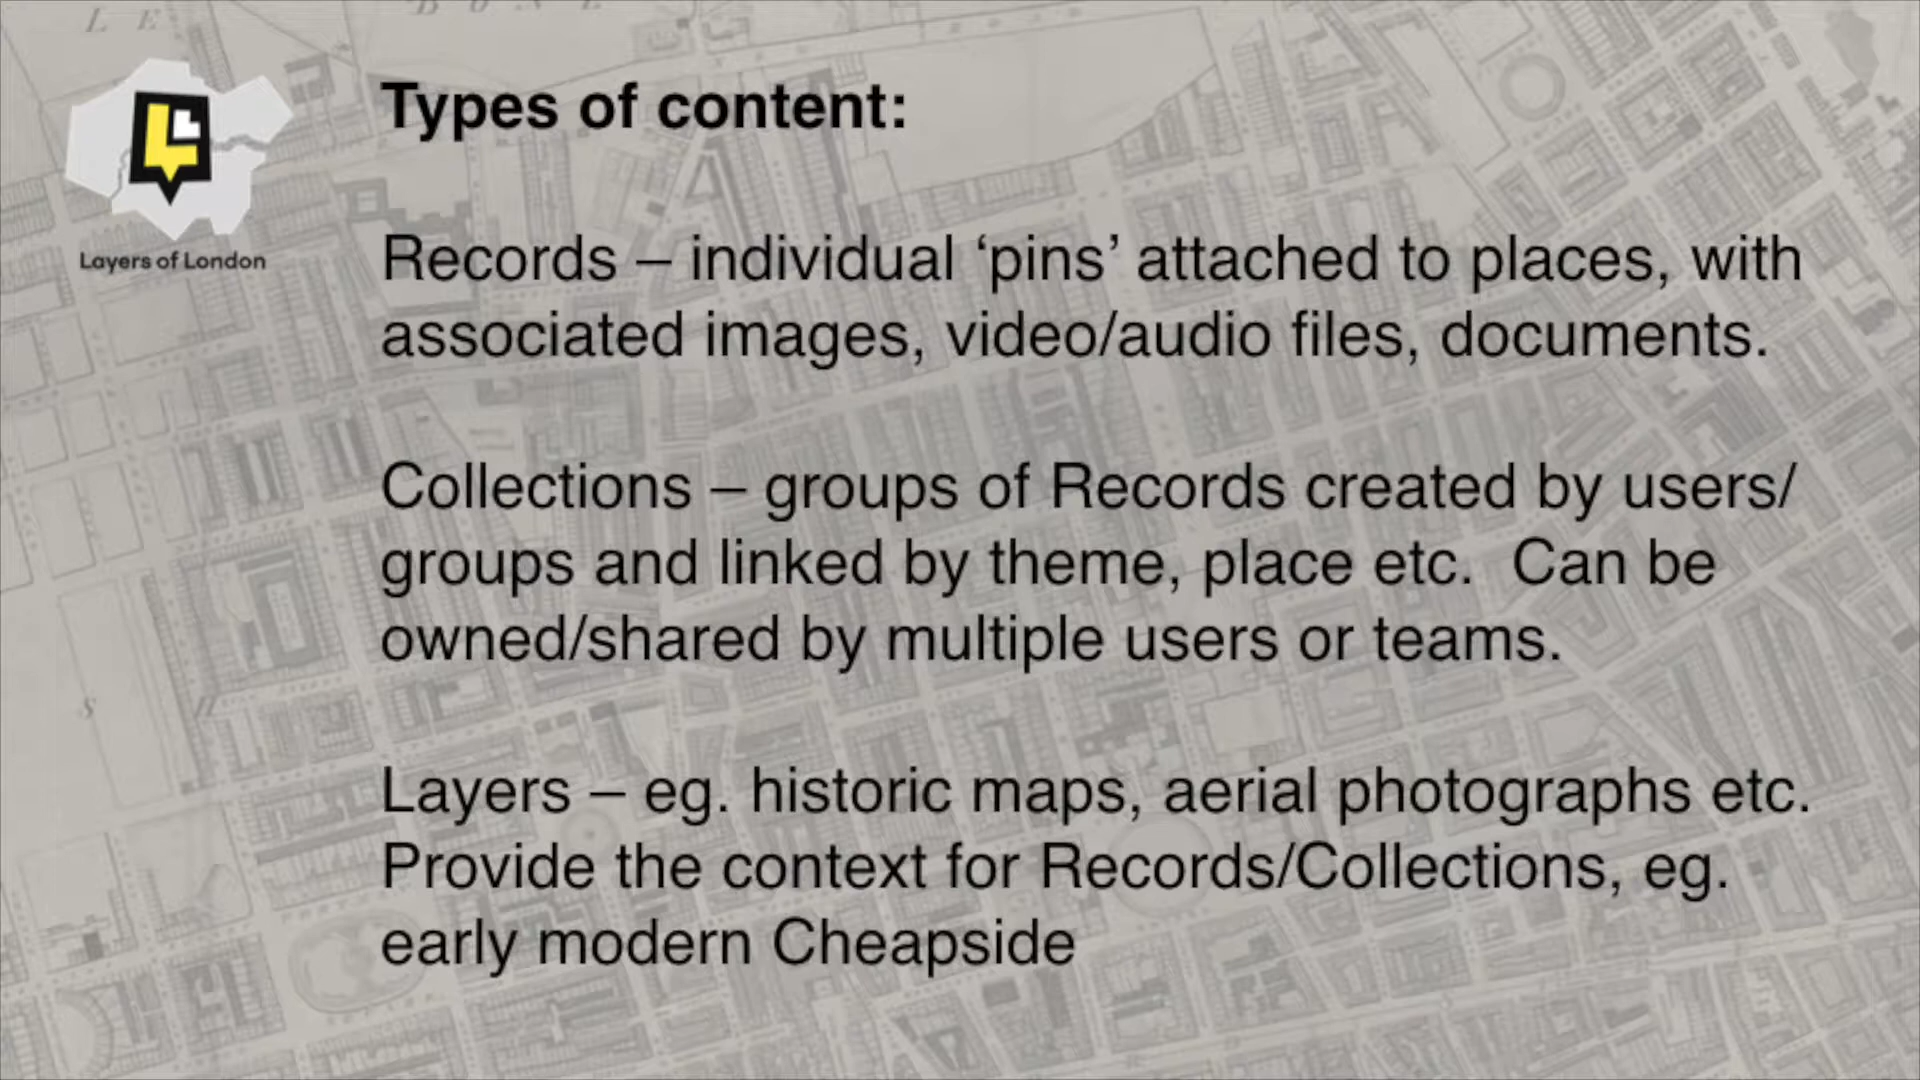 L E
Types of content:
Layers of London
Records – individual ‘pins’ attached to places, with
associated images, video/audio files, documents.
Collections – groups of Records created by users/
groups and linked by theme, place etc.  Can be
owned/shared by multiple users or teams.
S
Layers – eg. historic maps, aerial photographs etc.
Provide the context for Records/Collections, eg.
early modern Cheapside